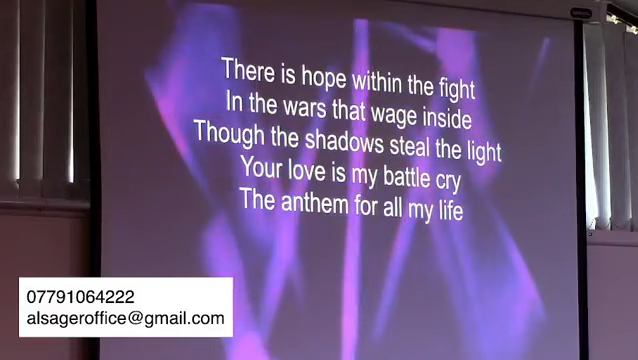 There is hope within the fight
In the wars that wage inside
Though the shadows steal the light
Your love is my battle cry
The anthem for all my life
07791064222
alsageroffice@gmail.com